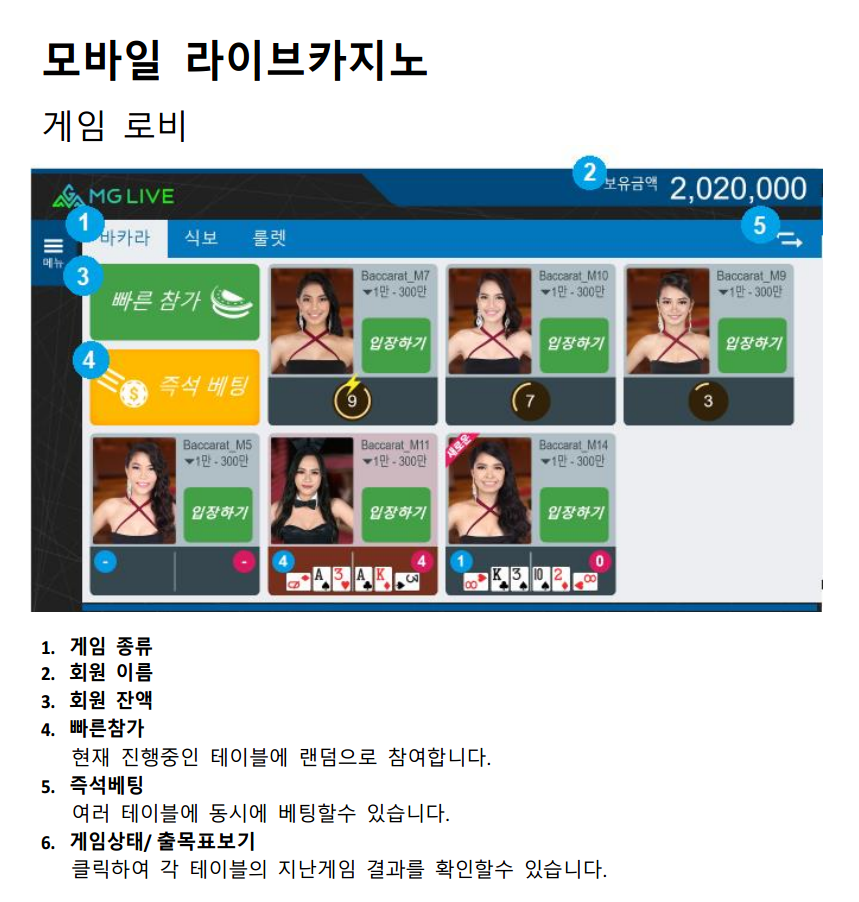 모바일 라이브카지노
게임 로비
MG LIVE
2 보유금액 2,020,000
메뉴
1 바카라 식보 룰렛 5
3 빠른 참가
4 즉석 베팅
Baccarat_M7
1만 - 300만
입장하기
9
Baccarat_M10
1만 - 300만
입장하기
7
Baccarat_M9
1만 - 300만
입장하기
3
Baccarat_M5
1만 - 300만
입장하기
- -
Baccarat_M11
1만 - 300만
입장하기
4 4
Q A 3 A K 3
새로운
Baccarat_M14
1만 - 300만
입장하기
1 0
8 K 3 10 2 8
1. 게임 종류
2. 회원 이름
3. 회원 잔액
4. 빠른참가
현재 진행중인 테이블에 랜덤으로 참여합니다.
5. 즉석베팅
여러 테이블에 동시에 베팅할수 있습니다.
6. 게임상태/ 출목표보기
클릭하여 각 테이블의 지난게임 결과를 확인할수 있습니다.